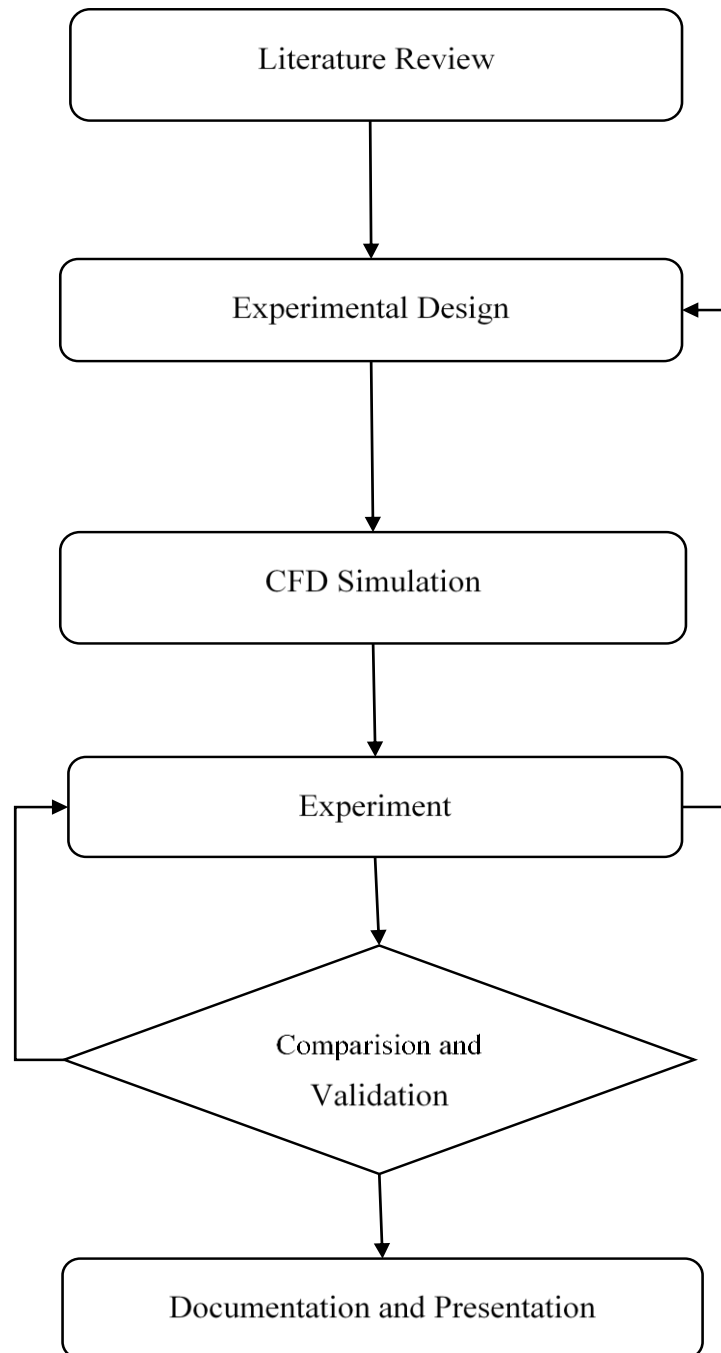 Literature Review
Experimental Design
CFD Simulation
Experiment
Comparision and
Validation
Documentation and Presentation